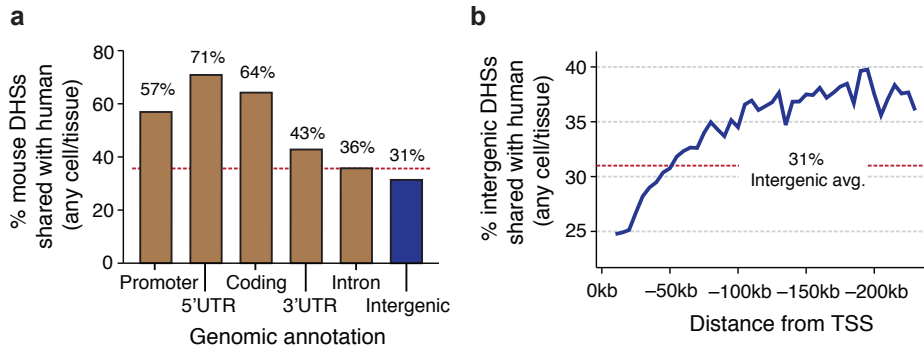 a
% mouse DHSs
shared with human
(any cell/tissue)
80
60
40
20
0
57%
71%
64%
43%
36%
31%
Promoter
5'UTR
Coding
3'UTR
Intron
Intergenic
Genomic annotation
b
% intergenic DHSs
shared with human
(any cell/tissue)
40
35
30
25
31%
Intergenic avg.
0kb
−50kb
−100kb
−150kb
−200kb
Distance from TSS